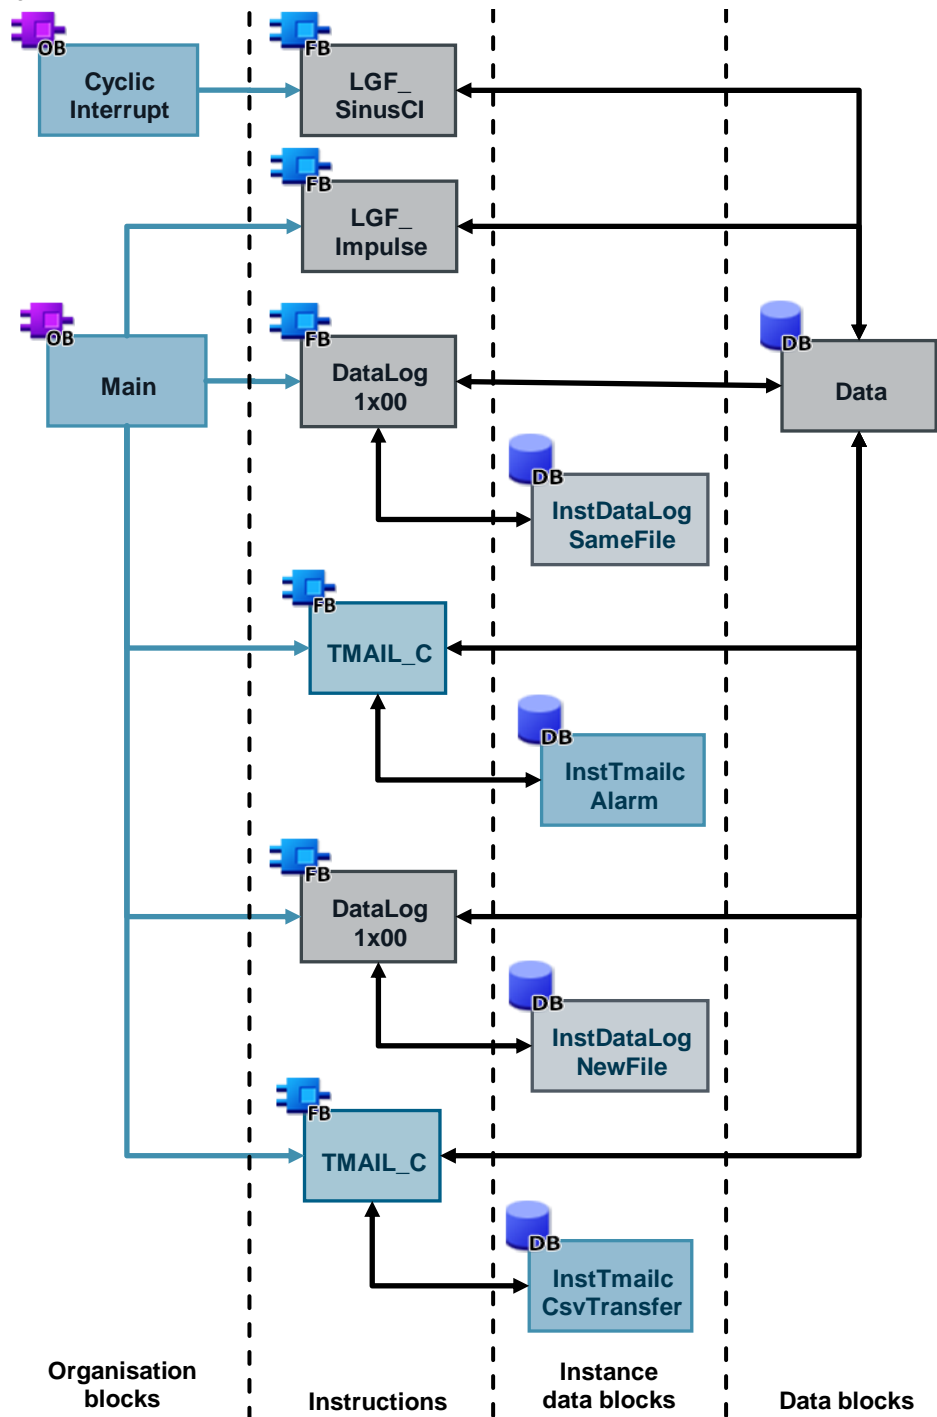 OB
Cyclic
Interrupt
FB
LGF_
SinusCI
FB
LGF_
Impulse
OB
Main
FB
DataLog
1x00
DB
Data
DB
InstDataLog
SameFile
FB
TMAIL_C
DB
InstTmailc
Alarm
FB
DataLog
1x00
DB
InstDataLog
NewFile
FB
TMAIL_C
DB
InstTmailc
CsvTransfer
Organisation
blocks
Instructions
Instance
data blocks
Data blocks